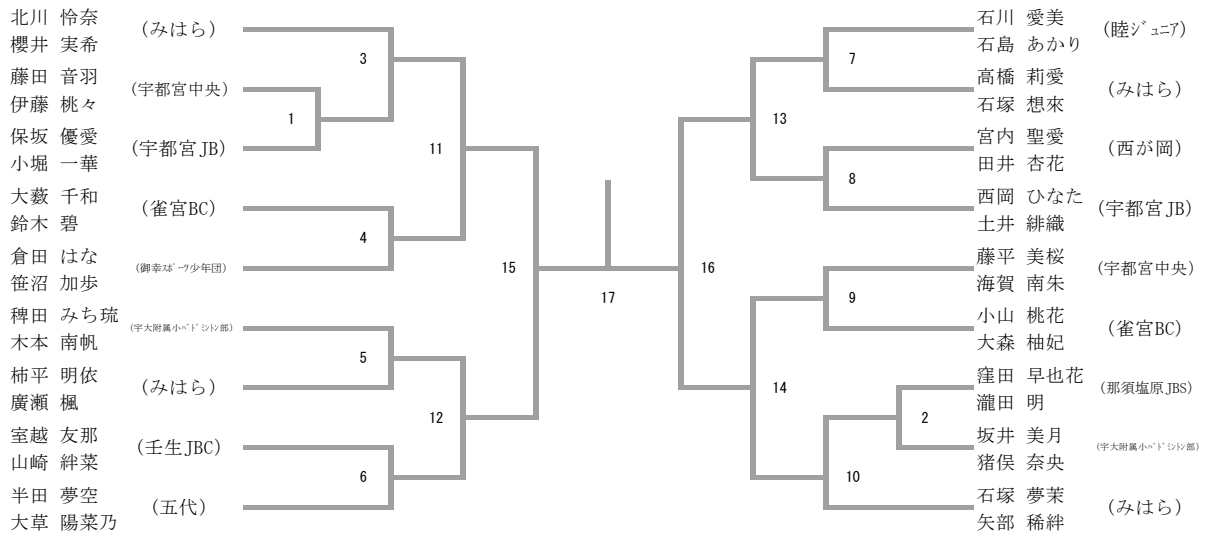 北川 怜奈
櫻井 実希
(みはら)
藤田 音羽
伊藤 桃々
(宇都宮中央)
保坂 優愛
小堀 一華
(宇都宮JB)
大薮 千和
鈴木 碧
(雀宮BC)
倉田 はな
笹沼 加歩
(御幸ｽﾎﾟｰﾂ少年団)
稗田 みち琉
木本 南帆
(宇大附属小ﾊﾞﾄﾞﾐﾝﾄﾝ部)
柿平 明依
廣瀬 楓
(みはら)
室越 友那
山崎 絆菜
(壬生JBC)
半田 夢空
大草 陽菜乃
(五代)
3
1
11
4
15
5
12
6
17
7
13
8
16
9
14
2
10
石川 愛美
石島 あかり
(睦ｼﾞｭﾆｱ)
高橋 莉愛
石塚 想來
(みはら)
宮内 聖愛
田井 杏花
(西が岡)
西岡 ひなた
土井 緋織
(宇都宮JB)
藤平 美桜
海賀 南朱
(宇都宮中央)
小山 桃花
大森 柚妃
(雀宮BC)
窪田 早也花
瀧田 明
(那須塩原JBS)
坂井 美月
猪俣 奈央
(宇大附属小ﾊﾞﾄﾞﾐﾝﾄﾝ部)
石塚 夢茉
矢部 稀絆
(みはら)